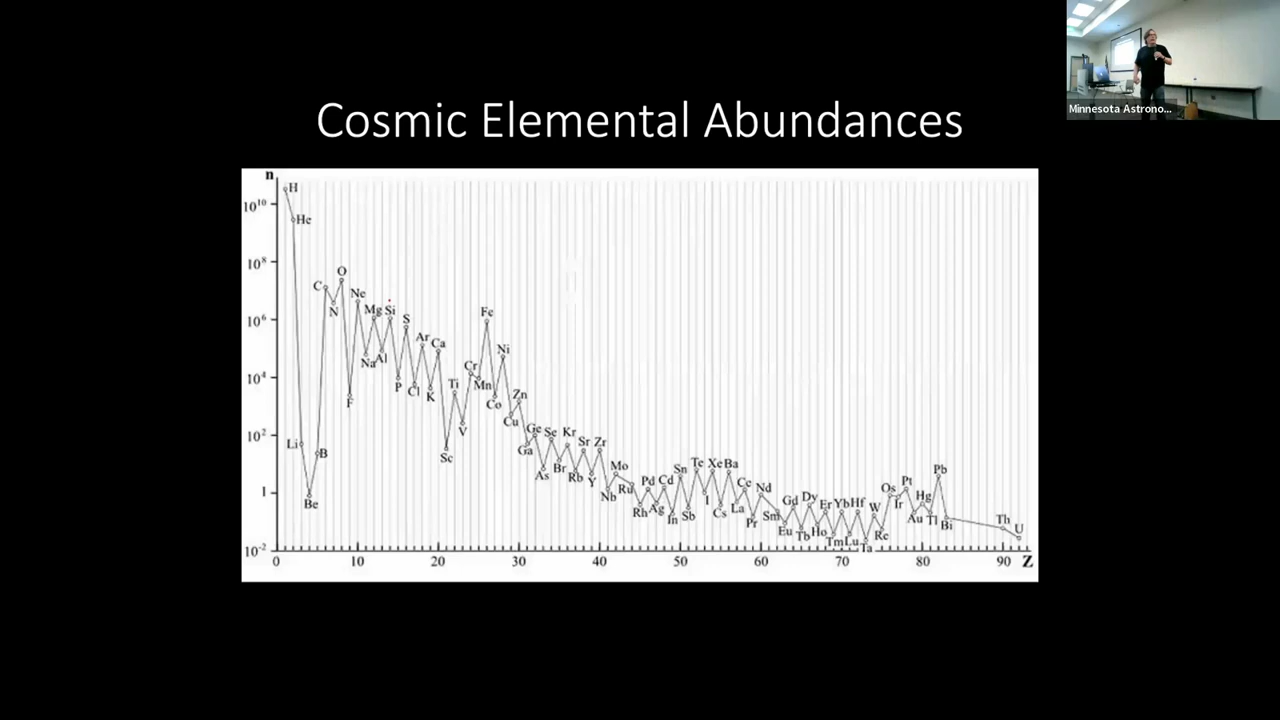 Minnesota Astrono...
Cosmic Elemental Abundances
n
H
10¹⁰
He
10⁸
O
C
Ne
N
Mg Si
Fe
10⁶
S
Ar Ca
Ni
Na Al
Cr
10⁴
P Cl K
Ti
Mn
Zn
F
Co
Cu
V
Ge Se Kr
10²
Li
B
Sr Zr
Ga
Sc
Br
Mo
Sn Te Xe Ba
Pb
As Rb Y
Pd Cd
Ce
Pt
1
Be
Nb Ru
I
Nd
Os
Gd Dy Er Yb Hf W
Ir Hg
Rh Ag In Sb
Cs La
Sm
Au Tl Bi
Th U
Pr Eu Tb Ho Tm Lu Ta Re
10⁻²
0 10 20 30 40 50 60 70 80 90 Z